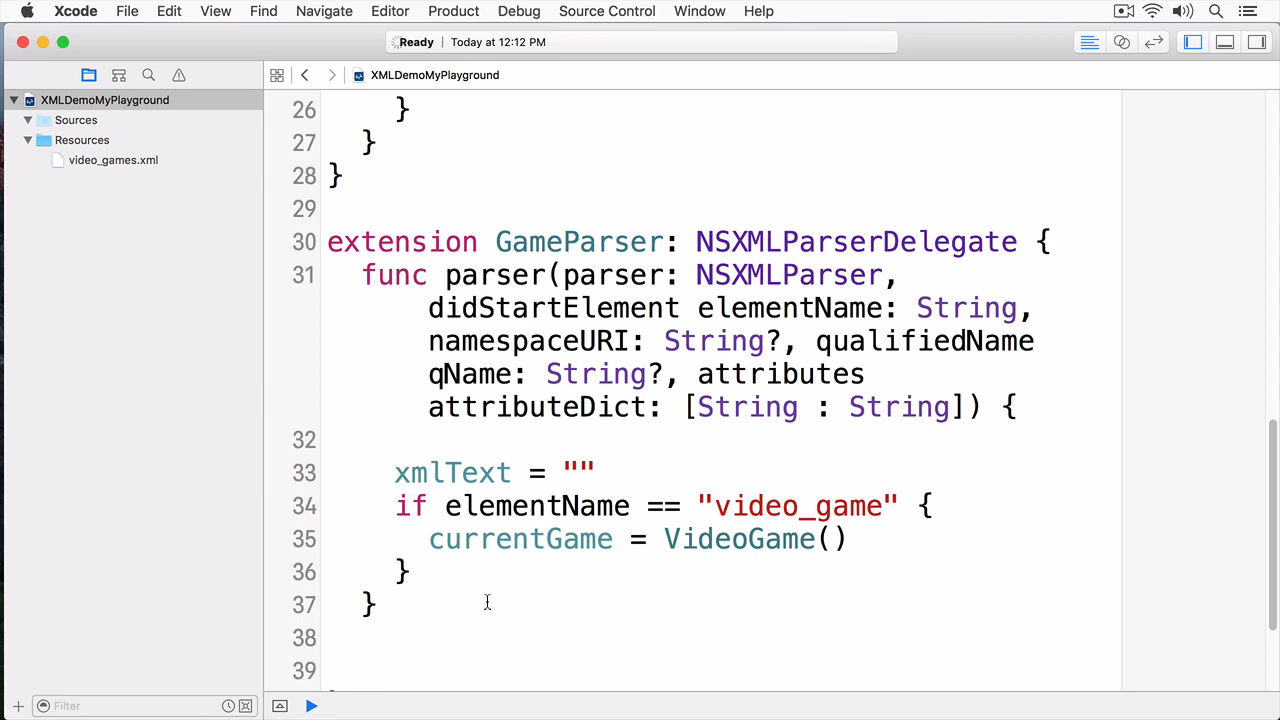 Xcode File Edit View Find Navigate Editor Product Debug Source Control Window Help
Ready | Today at 12:12 PM
XMLDemoMyPlayground
XMLDemoMyPlayground
Sources
Resources
video_games.xml
26 }
27 }
28 }
29
30 extension GameParser: NSXMLParserDelegate {
31 func parser(parser: NSXMLParser,
didStartElement elementName: String,
namespaceURI: String?, qualifiedName
qName: String?, attributes
attributeDict: [String : String]) {
32
33 xmlText = ""
34 if elementName == "video_game" {
35 currentGame = VideoGame()
36 }
37 }
38
39
Filter